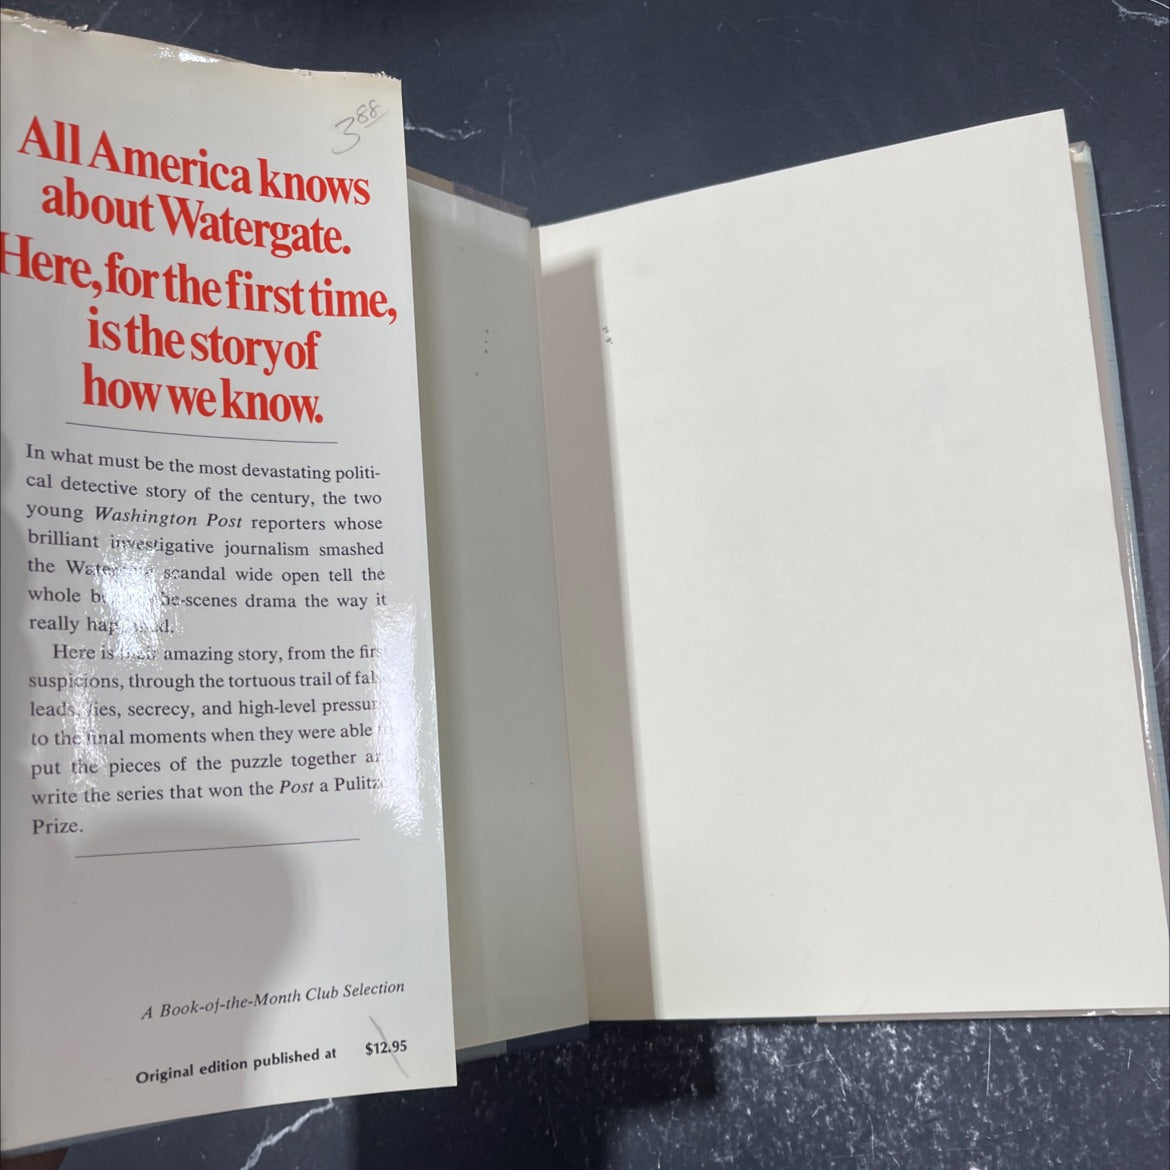 3⁸⁸
All America knows
about Watergate.
Here, for the first time,
is the story of
how we know.
In what must be the most devastating politi-
cal detective story of the century, the two
young Washington Post reporters whose
brilliant investigative journalism smashed
the scandal wide open tell the
whole drama the way it
really
Here is amazing story, from the
suspicions, through the tortuous trail of
leads, lies, secrecy, and high-level
to the final moments when they were able
put the pieces of the puzzle together
write the series that won the Post a
Prize.
A Book-of-the-Month Club Selection
Original edition published at $12.95